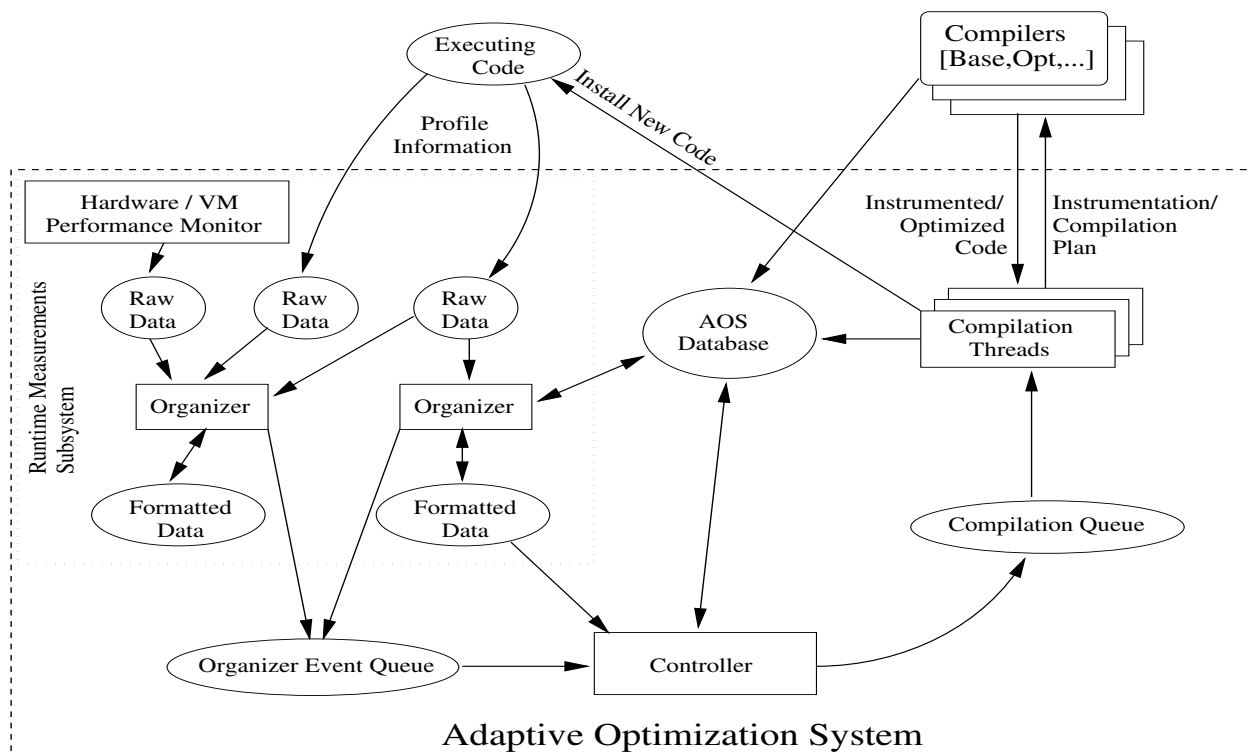 Executing
Code
Compilers
[Base,Opt,...]
Install New Code
Profile
Information
Hardware / VM
Performance Monitor
Instrumented/
Optimized
Code
Instrumentation/
Compilation
Plan
Raw
Data
Raw
Data
Raw
Data
AOS
Database
Compilation
Threads
Runtime Measurements
Subsystem
Organizer
Organizer
Formatted
Data
Formatted
Data
Compilation Queue
Organizer Event Queue
Controller
Adaptive Optimization System